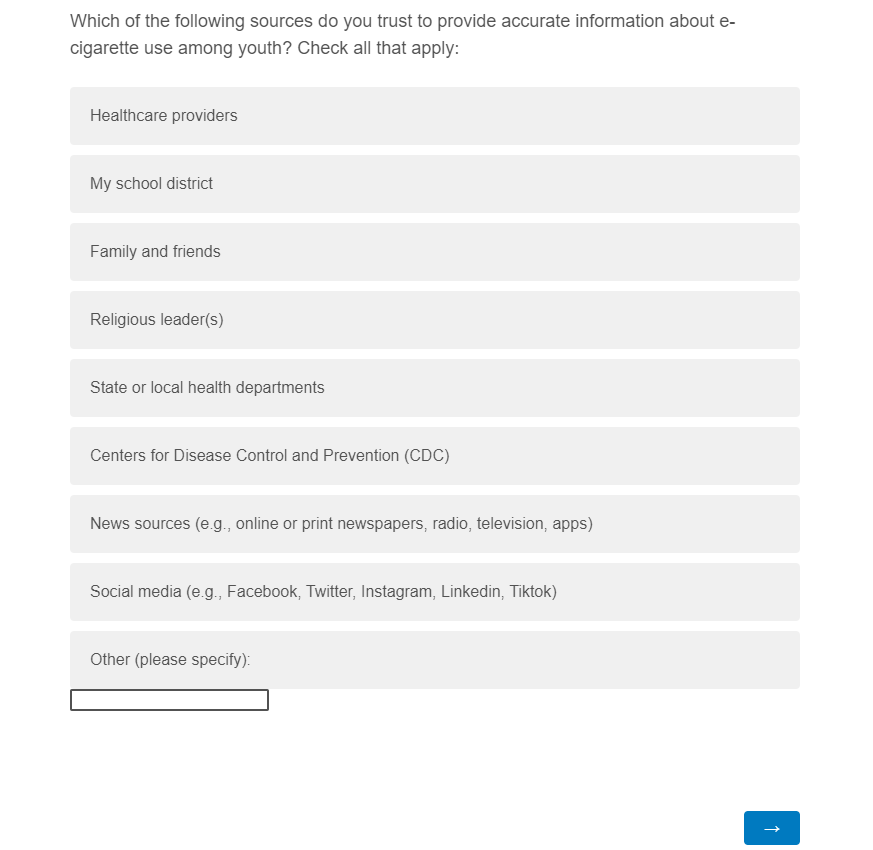 Which of the following sources do you trust to provide accurate information about e-
cigarette use among youth? Check all that apply:
Healthcare providers
My school district
Family and friends
Religious leader(s)
State or local health departments
Centers for Disease Control and Prevention (CDC)
News sources (e.g., online or print newspapers, radio, television, apps)
Social media (e.g., Facebook, Twitter, Instagram, Linkedin, Tiktok)
Other (please specify):
→